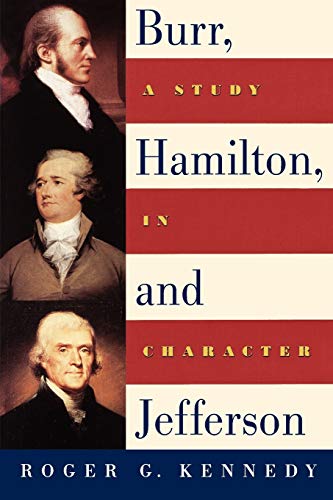 Burr,
A STUDY
Hamilton,
IN
and
CHARACTER
Jefferson
ROGER G. KENNEDY